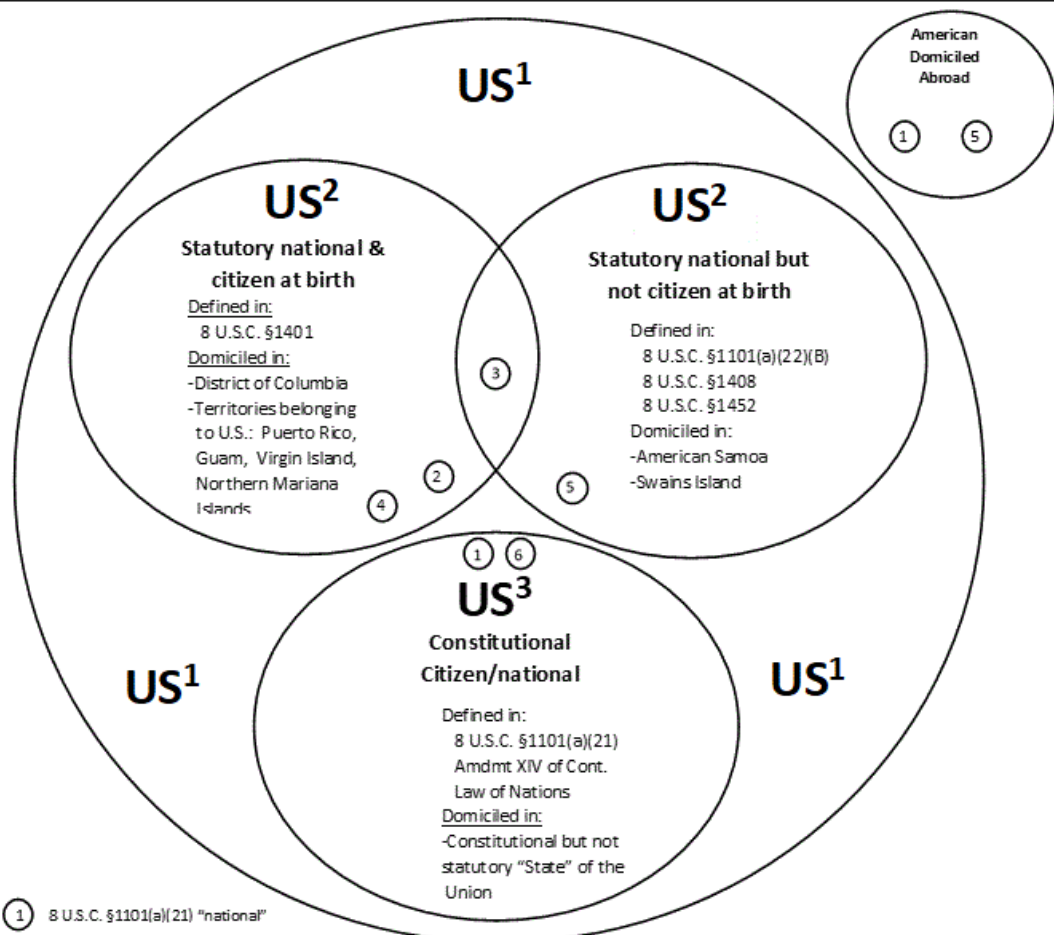 US¹
American
Domiciled
Abroad
1 5
US²
Statutory national &
citizen at birth
Defined in:
8 U.S.C. §1401
Domiciled in:
-District of Columbia
-Territories belonging
to U.S.: Puerto Rico,
Guam, Virgin Island,
Northern Mariana
Islands
2
4
3
US²
Statutory national but
not citizen at birth
Defined in:
8 U.S.C. §1101(a)(22)(B)
8 U.S.C. §1408
8 U.S.C. §1452
Domiciled in:
-American Samoa
-Swains Island
5
1 6
US³
Constitutional
Citizen/national
Defined in:
8 U.S.C. §1101(a)(21)
Amdmt XIV of Cont.
Law of Nations
Domiciled in:
-Constitutional but not
statutory “State” of the
Union
US¹
US¹
1 8 U.S.C. §1101(a)(21) “national”